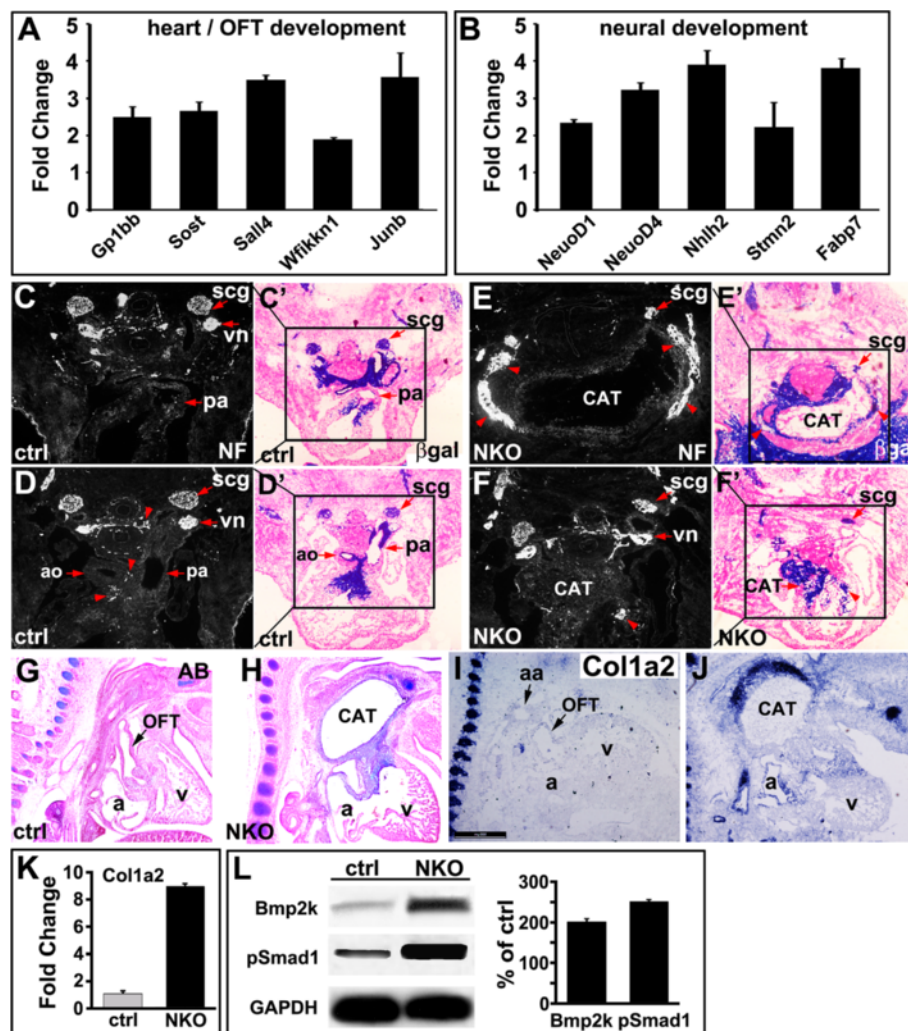 A heart / OFT development
Fold Change
5
4
3
2
1
0
Gp1bb
Sost
Sall4
Wfikkn1
Junb
B neural development
Fold Change
5
4
3
2
1
0
NeuoD1
NeuoD4
Nhlh2
Stmn2
Fabp7
C
scg
vn
pa
ctrl
NF
C'
scg
pa
ctrl
βgal
E
scg
CAT
NKO
NF
E'
scg
CAT
NKO
βgal
D
scg
vn
ao
pa
ctrl
D'
scg
ao
pa
ctrl
F
scg
vn
CAT
NKO
F'
scg
CAT
NKO
G
AB
OFT
a
v
ctrl
H
CAT
a
v
NKO
I
Col1a2
aa
OFT
v
a
J
CAT
a
v
K
Col1a2
Fold Change
10
8
6
4
2
0
ctrl
NKO
L
ctrl NKO
Bmp2k
pSmad1
GAPDH
% of ctrl
300
200
100
0
Bmp2k pSmad1